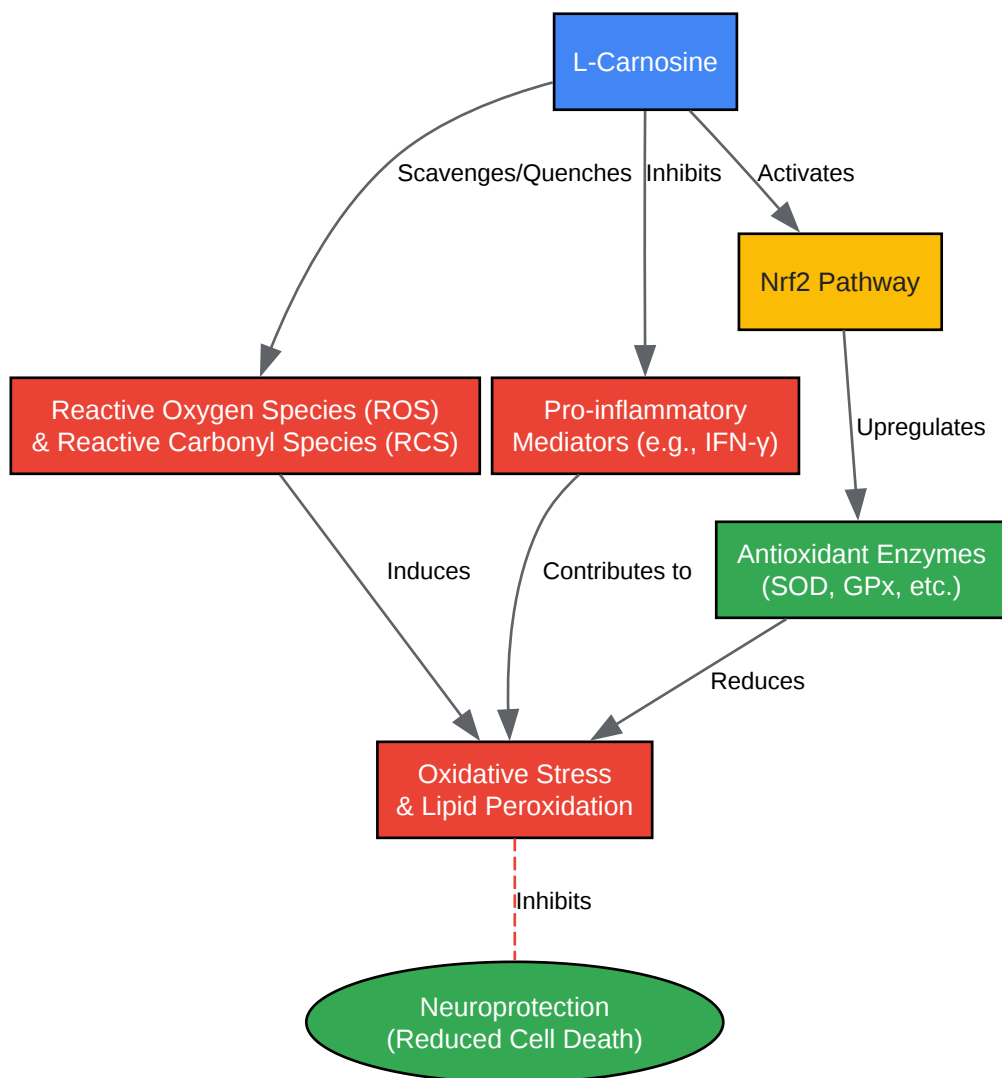 L-Carnosine
Scavenges/Quenches
Inhibits
Activates
Nrf2 Pathway
Reactive Oxygen Species (ROS)
& Reactive Carbonyl Species (RCS)
Pro-inflammatory
Mediators (e.g., IFN-γ)
Upregulates
Induces
Contributes to
Antioxidant Enzymes
(SOD, GPx, etc.)
Reduces
Oxidative Stress
& Lipid Peroxidation
Inhibits
Neuroprotection
(Reduced Cell Death)